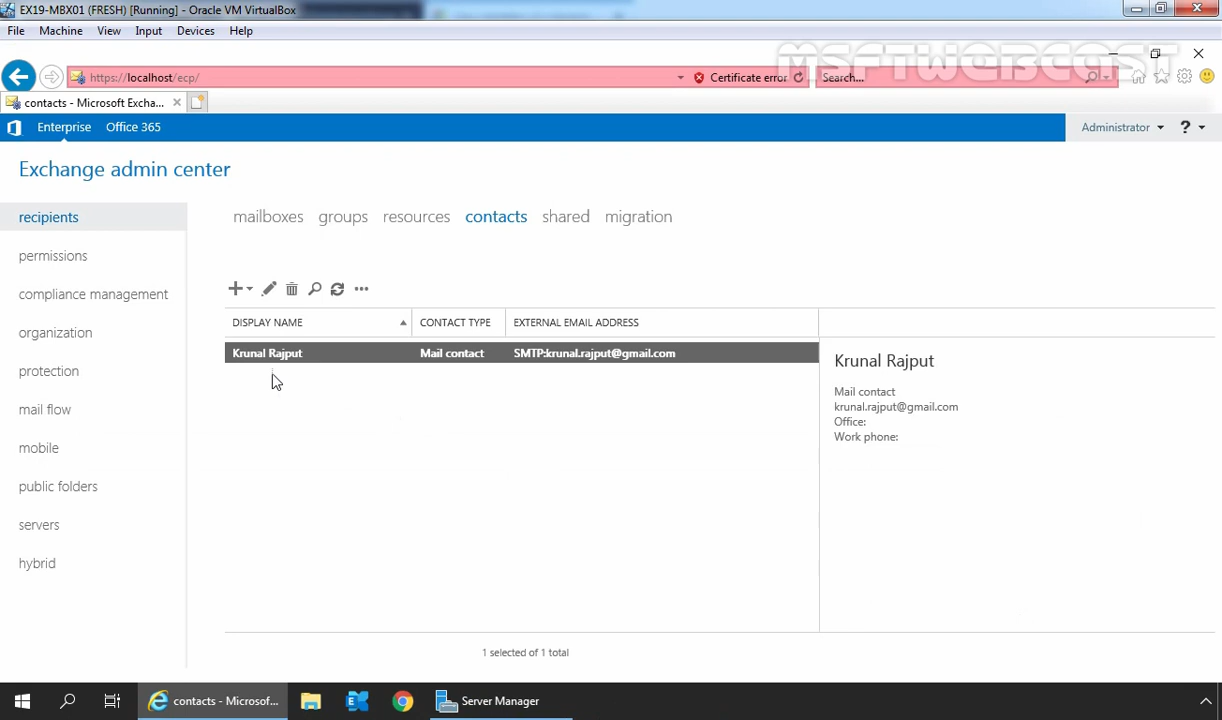 EX19-MBX01 (FRESH) [Running] - Oracle VM VirtualBox
File Machine View Input Devices Help
MSFTWEBCAST
https://localhost/ecp/ Certificate error Search...
contacts - Microsoft Excha...
Enterprise Office 365 Administrator ?
Exchange admin center
recipients
permissions
compliance management
organization
protection
mail flow
mobile
public folders
servers
hybrid
mailboxes groups resources contacts shared migration
DISPLAY NAME CONTACT TYPE EXTERNAL EMAIL ADDRESS
Krunal Rajput Mail contact SMTP:krunal.rajput@gmail.com
1 selected of 1 total
Krunal Rajput
Mail contact
krunal.rajput@gmail.com
Office:
Work phone:
contacts - Microsof... Server Manager